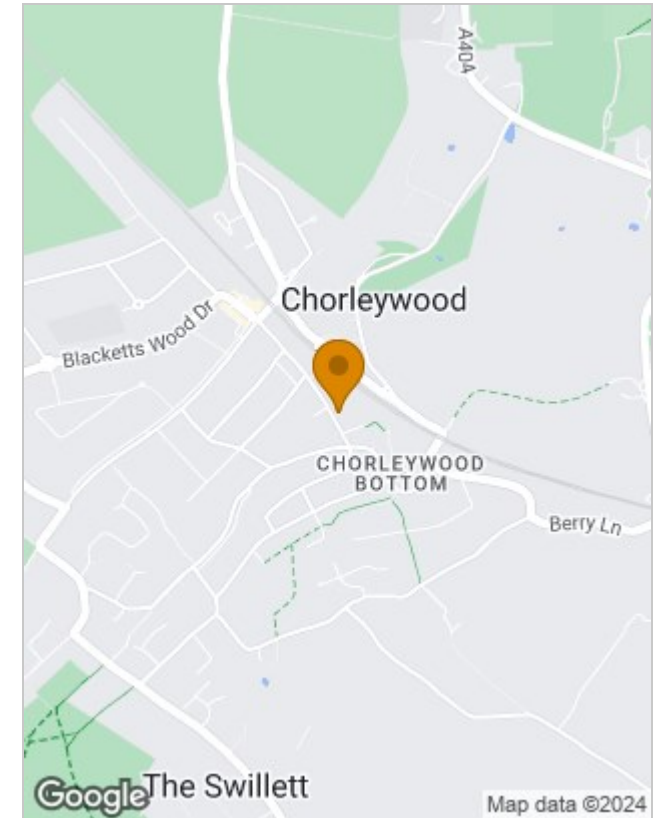 A404
Chorleywood
Blacketts Wood Dr
CHORLEYWOOD
BOTTOM
Berry Ln
The Swillett
Google
Map data ©2024